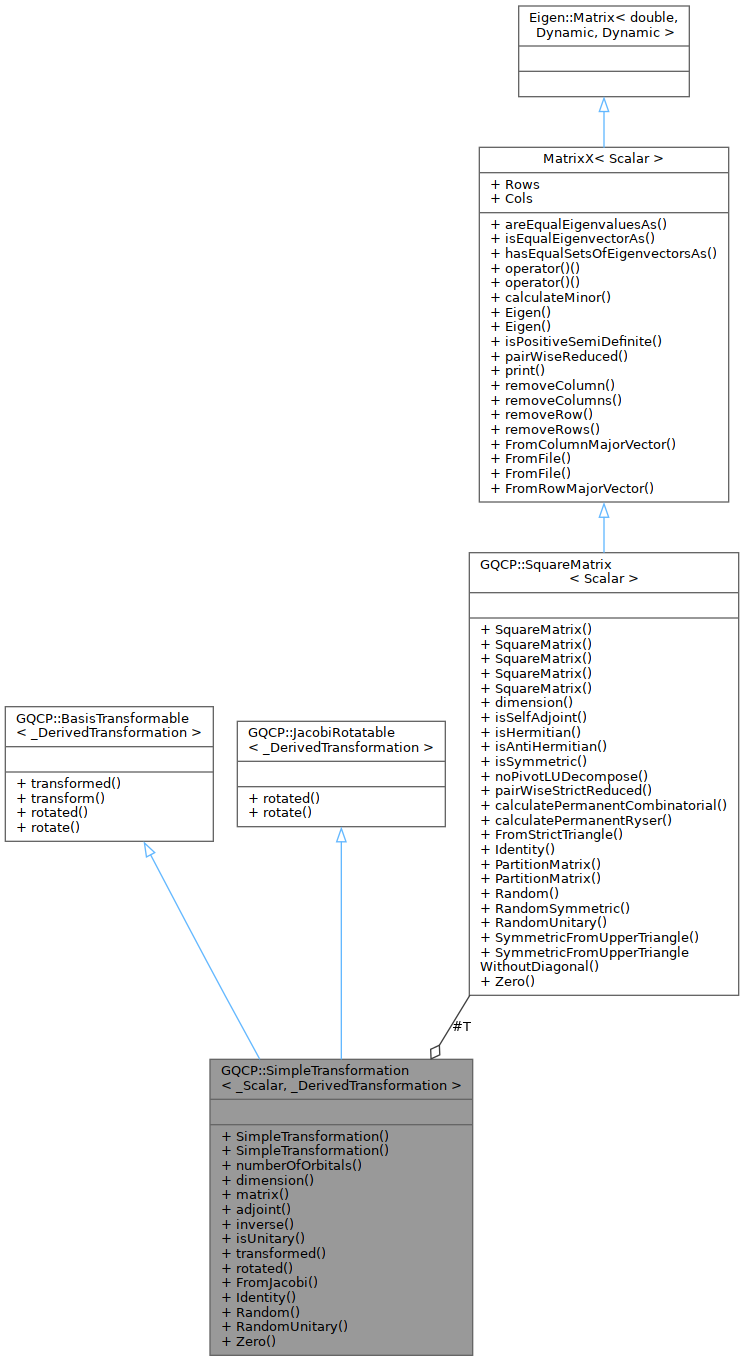 Eigen::Matrix< double,
Dynamic, Dynamic >
MatrixX< Scalar >
+ Rows
+ Cols
+ areEqualEigenvaluesAs()
+ isEqualEigenvectorAs()
+ hasEqualSetsOfEigenvectorsAs()
+ operator()()
+ operator()()
+ calculateMinor()
+ Eigen()
+ Eigen()
+ isPositiveSemiDefinite()
+ pairWiseReduced()
+ print()
+ removeColumn()
+ removeColumns()
+ removeRow()
+ removeRows()
+ FromColumnMajorVector()
+ FromFile()
+ FromFile()
+ FromRowMajorVector()
GQCP::SquareMatrix
< Scalar >
+ SquareMatrix()
+ SquareMatrix()
+ SquareMatrix()
+ SquareMatrix()
+ SquareMatrix()
+ dimension()
+ isSelfAdjoint()
+ isHermitian()
+ isAntiHermitian()
+ isSymmetric()
+ noPivotLUDecompose()
+ pairWiseStrictReduced()
+ calculatePermanentCombinatorial()
+ calculatePermanentRyser()
+ FromStrictTriangle()
+ Identity()
+ PartitionMatrix()
+ PartitionMatrix()
+ Random()
+ RandomSymmetric()
+ RandomUnitary()
+ SymmetricFromUpperTriangle()
+ SymmetricFromUpperTriangle
WithoutDiagonal()
+ Zero()
GQCP::BasisTransformable
< _DerivedTransformation >
+ transformed()
+ transform()
+ rotated()
+ rotate()
GQCP::JacobiRotatable
< _DerivedTransformation >
+ rotated()
+ rotate()
#T
GQCP::SimpleTransformation
< _Scalar, _DerivedTransformation >
+ SimpleTransformation()
+ SimpleTransformation()
+ numberOfOrbitals()
+ dimension()
+ matrix()
+ adjoint()
+ inverse()
+ isUnitary()
+ transformed()
+ rotated()
+ FromJacobi()
+ Identity()
+ Random()
+ RandomUnitary()
+ Zero()